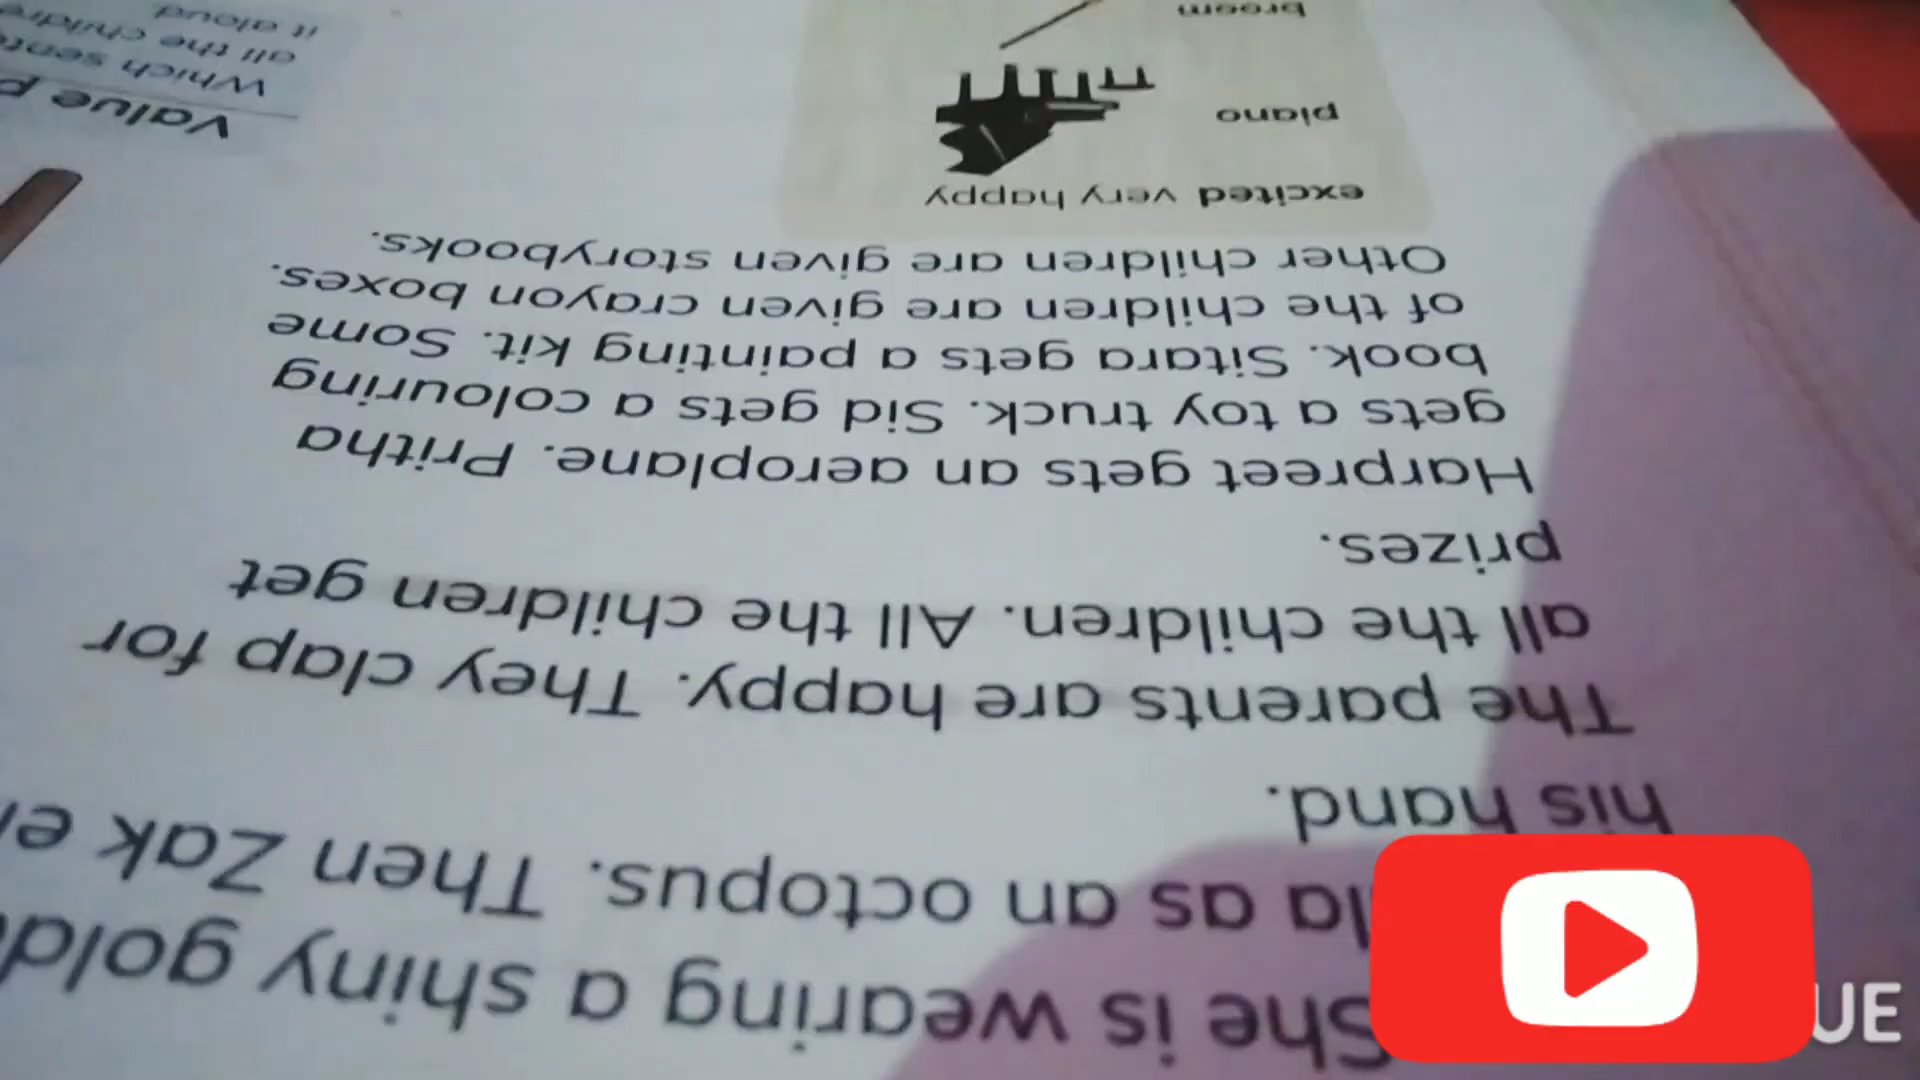 She is wearing a shiny
la as an octopus. Then Zak
his hand.
The parents are happy. They clap for
all the children. All the children get
prizes.
Harpreet gets an aeroplane. Pritha
gets a toy truck. Sid gets a colouring
book. Sitara gets a painting kit. Some
of the children are given crayon boxes.
Other children are given storybooks.
excited very happy
piano
broom
Value p
Which sent
all the childre
it aloud.
UE